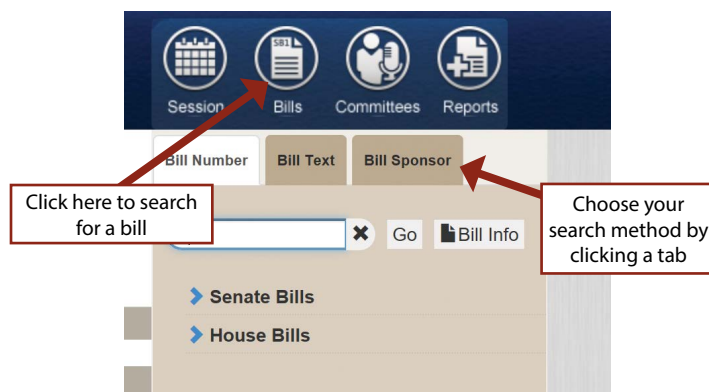 SB1
Session Bills Committees Reports
Bill Number Bill Text Bill Sponsor
Click here to search
for a bill
Choose your
search method by
clicking a tab
Go Bill Info
Senate Bills
House Bills